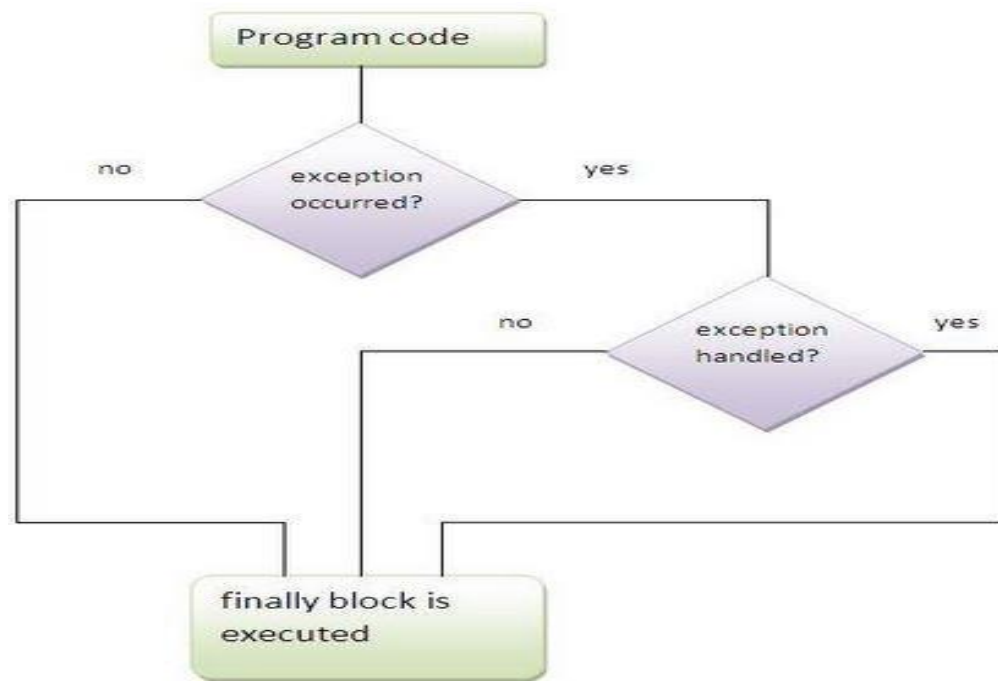 Program code
no
exception
occurred?
yes
no
exception
handled?
yes
finally block is
executed